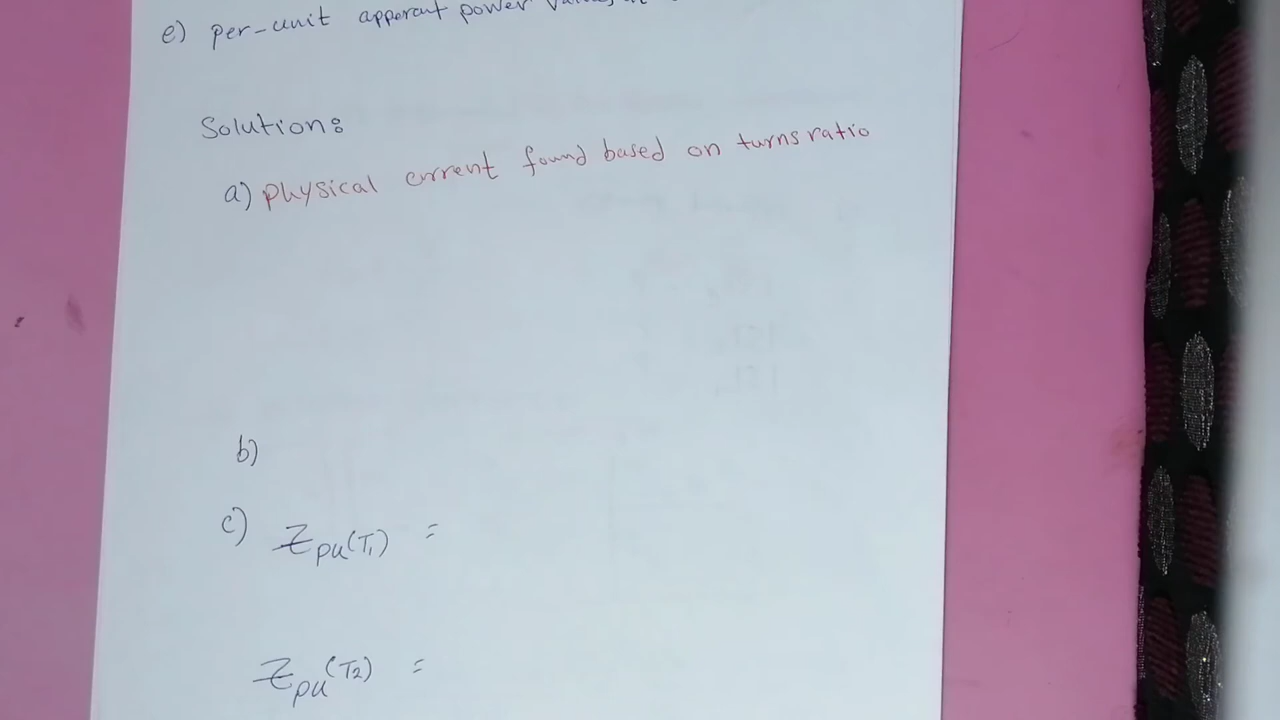 e) per-unit apparent power
Solution:
a) physical current found based on turns ratio
b)
c) Zpu(T1) =
Zpu(T2) =